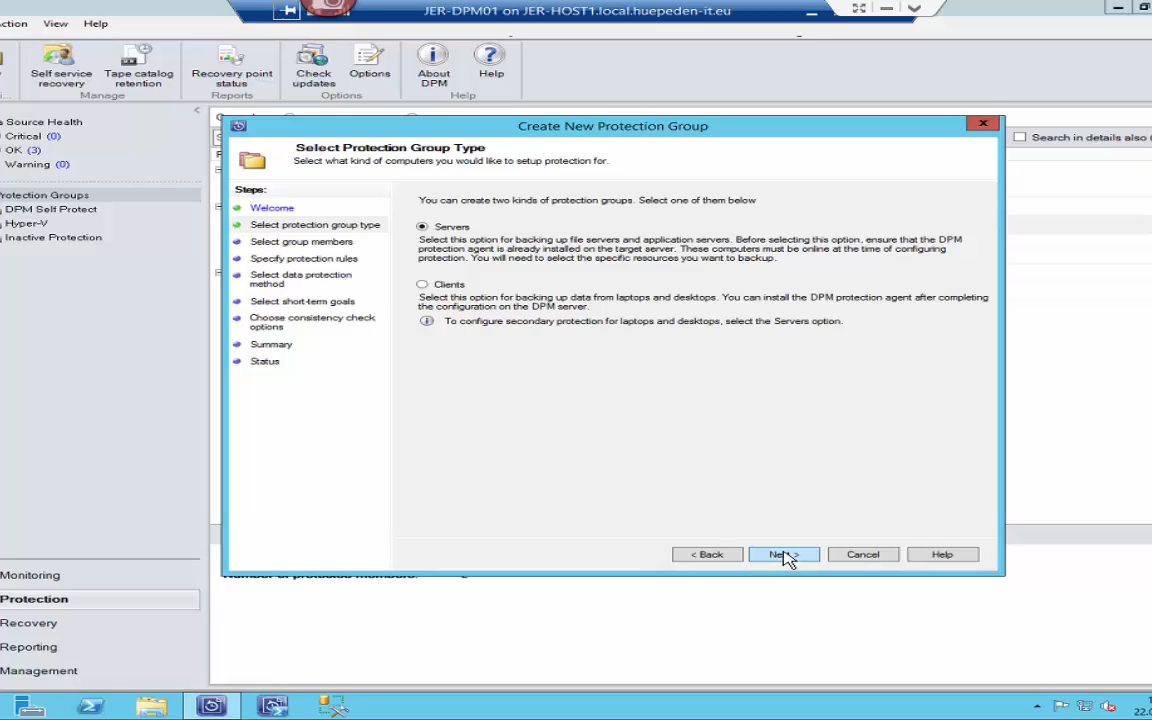 JER-DPM01 on JER-HOST1.local.huepeden-it.eu
ction View Help
Self service recovery
Tape catalog retention
Recovery point status
Check updates
Options
About DPM
Help
Manage
Reports
Options
Help
Source Health
Critical (0)
OK (3)
Warning (0)
rotection Groups
DPM Self Protect
Hyper-V
Inactive Protection
Search in details also (
Create New Protection Group
Select Protection Group Type
Select what kind of computers you would like to setup protection for.
Steps:
Welcome
Select protection group type
Select group members
Specify protection rules
Select data protection
method
Select short-term goals
Choose consistency check
options
Summary
Status
You can create two kinds of protection groups. Select one of them below
Servers
Select this option for backing up file servers and application servers. Before selecting this option, ensure that the DPM
protection agent is already installed on the target server. These computers must be online at the time of configuring
protection. You will need to select the specific resources you want to backup.
Clients
Select this option for backing up data from laptops and desktops. You can install the DPM protection agent after completing
the configuration on the DPM server.
To configure secondary protection for laptops and desktops, select the Servers option.
< Back
Next >
Cancel
Help
Number of protected members:
Monitoring
Protection
Recovery
Reporting
Management
22.0